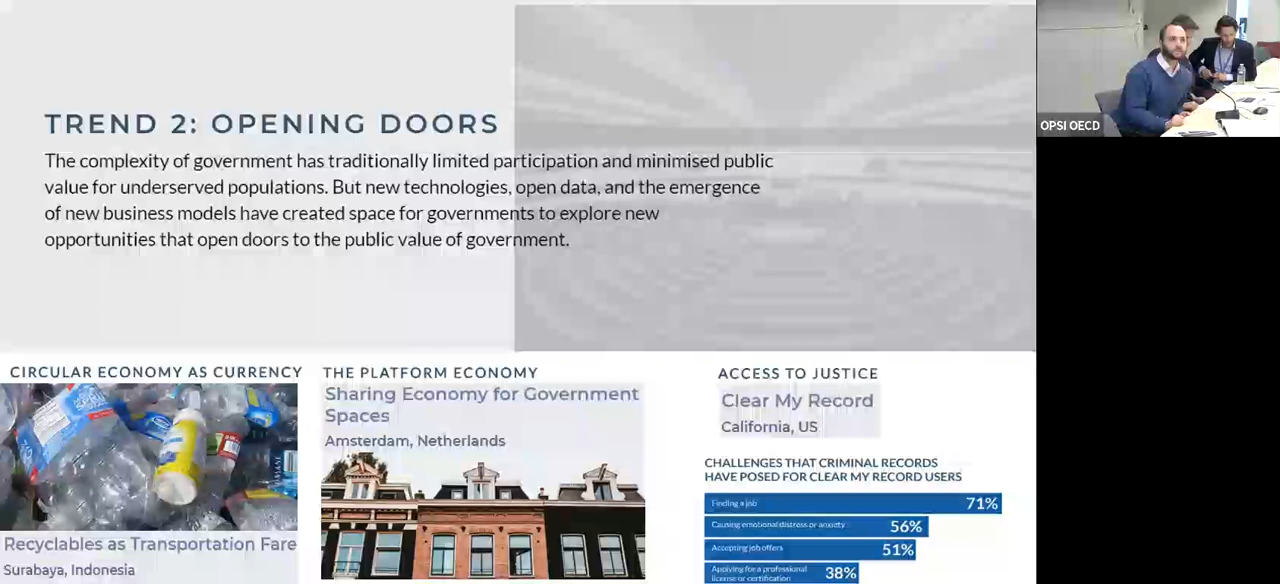 TREND 2: OPENING DOORS
The complexity of government has traditionally limited participation and minimised public
value for underserved populations. But new technologies, open data, and the emergence
of new business models have created space for governments to explore new
opportunities that open doors to the public value of government.
OPSI OECD
CIRCULAR ECONOMY AS CURRENCY
Recyclables as Transportation Fare
Surabaya, Indonesia
THE PLATFORM ECONOMY
Sharing Economy for Government
Spaces
Amsterdam, Netherlands
ACCESS TO JUSTICE
Clear My Record
California, US
CHALLENGES THAT CRIMINAL RECORDS
HAVE POSED FOR CLEAR MY RECORD USERS
Finding a job 71%
Causing emotional distress or anxiety 56%
Accepting job offers 51%
Applying for a professional
license or certification 38%